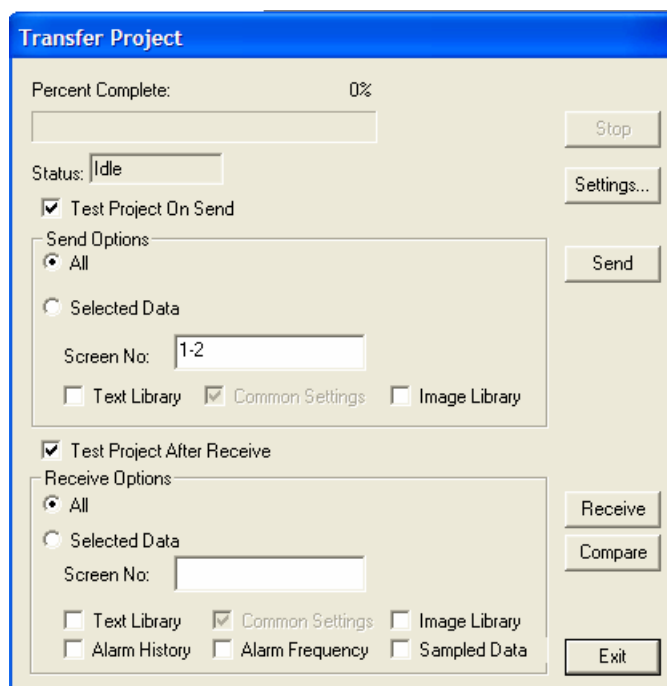 Transfer Project
Percent Complete: 0%
Stop
Status: Idle
Settings...
Test Project On Send
Send Options
All
Send
Selected Data
Screen No: 1-2
Text Library Common Settings Image Library
Test Project After Receive
Receive Options
All
Receive
Selected Data
Compare
Screen No:
Text Library Common Settings Image Library
Alarm History Alarm Frequency Sampled Data
Exit